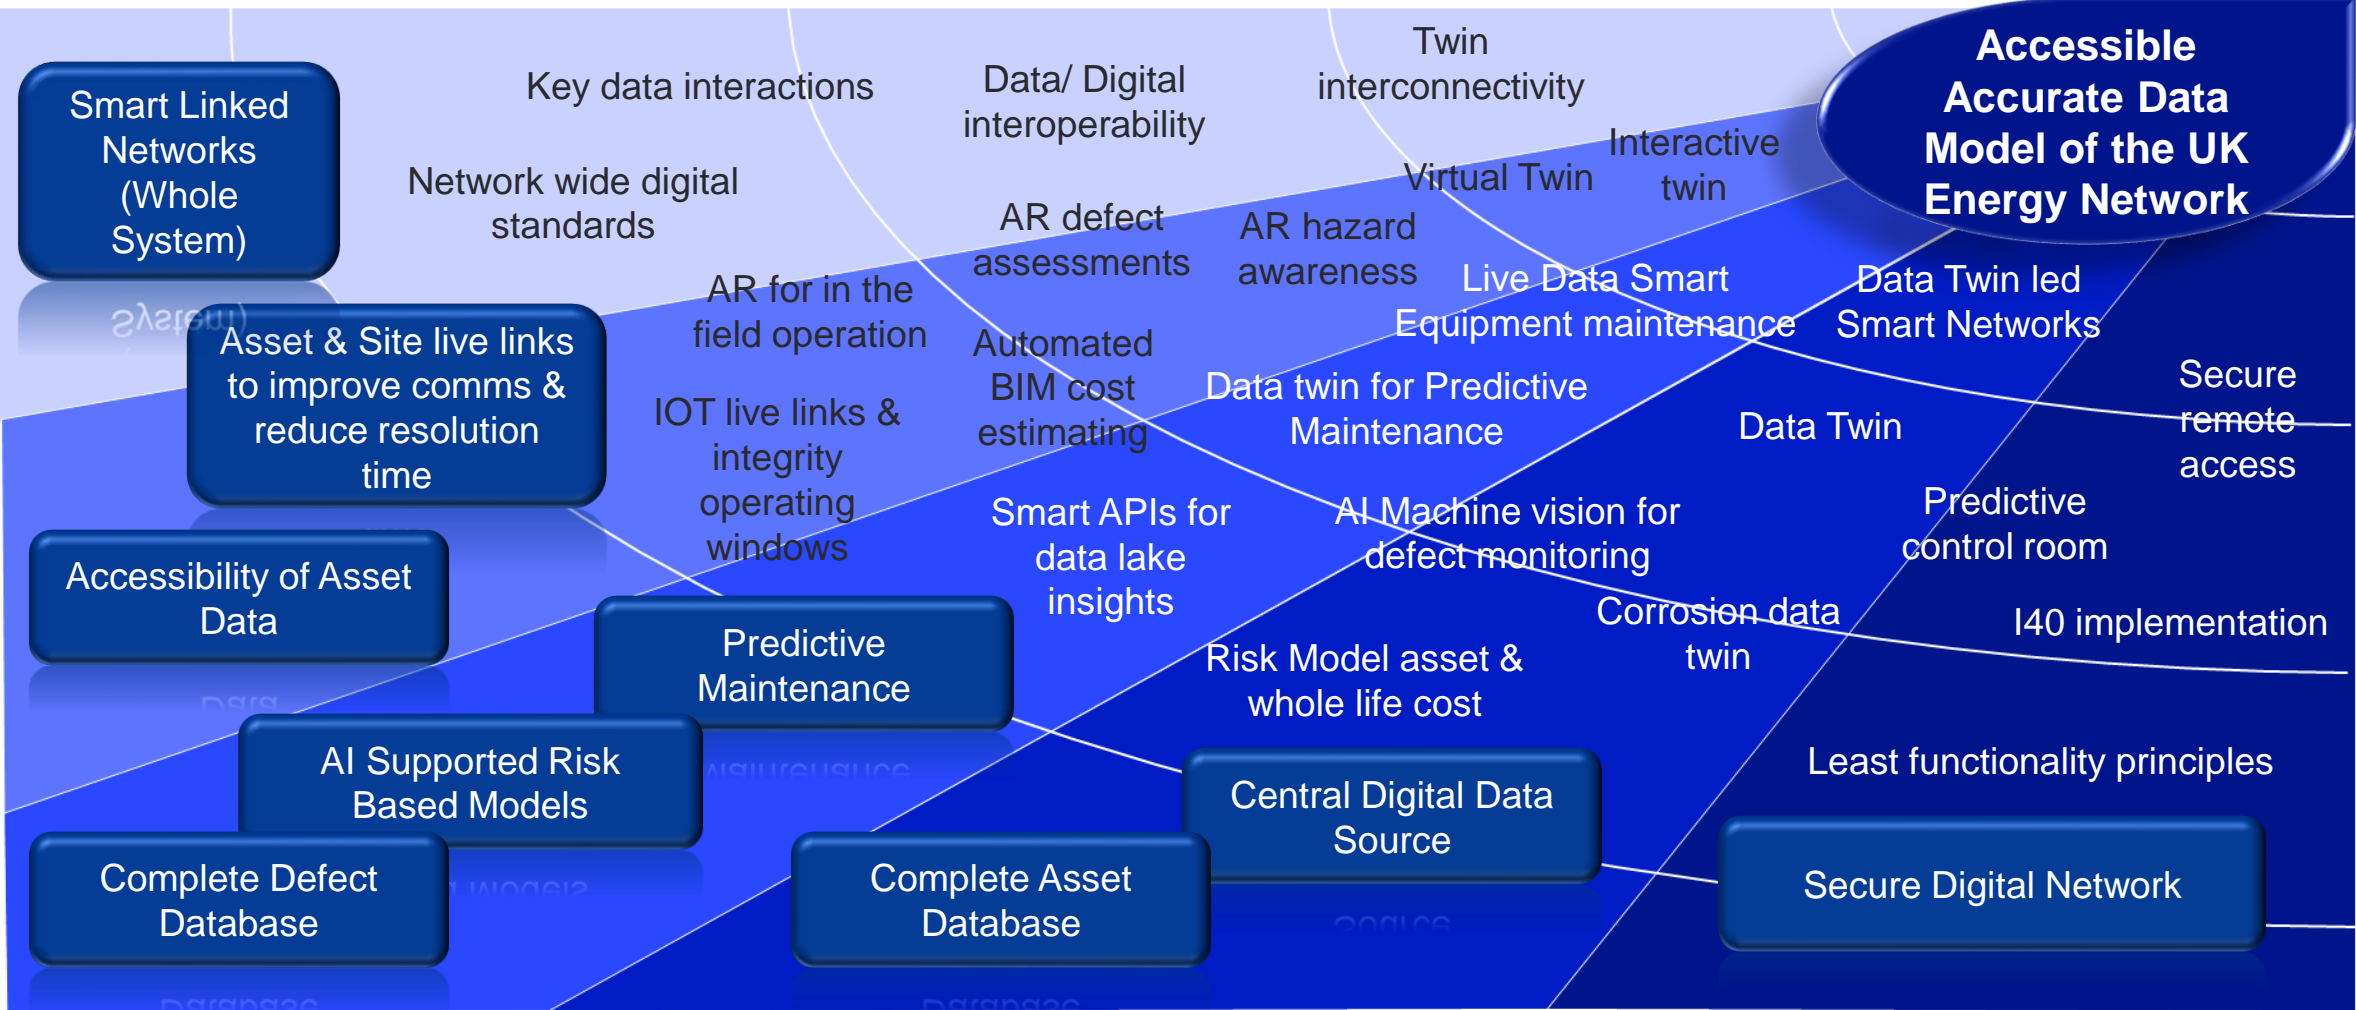 Smart Linked
Networks
(Whole
System)
Key data interactions
Network wide digital
standards
Data/ Digital
interoperability
Twin
interconnectivity
Accessible
Accurate Data
Model of the UK
Energy Network
Asset & Site live links
to improve comms &
reduce resolution
time
Accessibility of Asset
Data
AR for in the
field operation
IOT live links &
integrity
operating
windows
AR defect
assessments
Automated
BIM cost
estimating
AR hazard
awareness
Virtual Twin
Interactive
twin
Predictive
Maintenance
AI Supported Risk
Based Models
Complete Defect
Database
Smart APIs for
data lake
insights
Data twin for Predictive
Maintenance
Live Data Smart
Equipment maintenance
Complete Asset
Database
Central Digital Data
Source
Risk Model asset &
whole life cost
AI Machine vision for
defect monitoring
Corrosion data
twin
Data Twin
Data Twin led
Smart Networks
Secure Digital Network
Least functionality principles
I40 implementation
Predictive
control room
Secure
remote
access